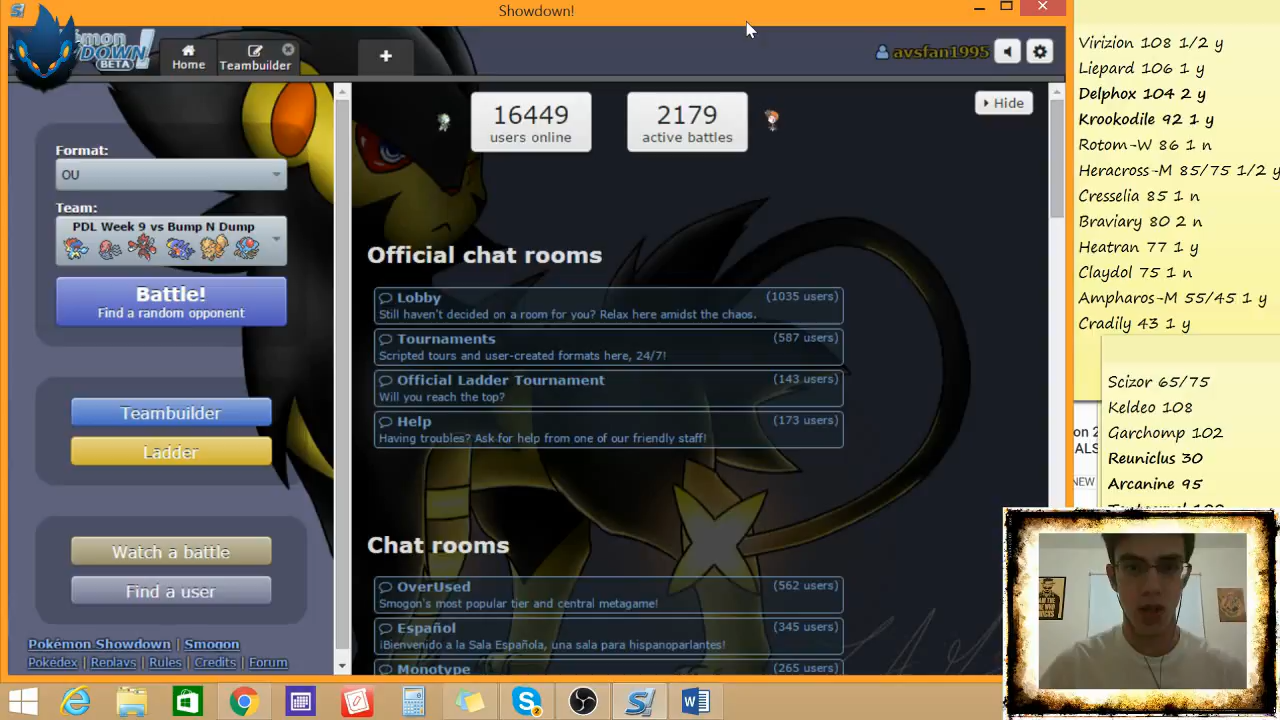 Showdown!
mon
DOWN!
BETA
Home
Teambuilder
+
avsfan1995
16449
users online
2179
active battles
Hide
Format:
OU
Team:
PDL Week 9 vs Bump N Dump
Battle!
Find a random opponent
Teambuilder
Ladder
Watch a battle
Find a user
Pokémon Showdown | Smogon
Pokédex | Replays | Rules | Credits | Forum
Official chat rooms
Lobby (1035 users)
Still haven't decided on a room for you? Relax here amidst the chaos.
Tournaments (587 users)
Scripted tours and user-created formats here, 24/7!
Official Ladder Tournament (143 users)
Will you reach the top?
Help (173 users)
Having troubles? Ask for help from one of our friendly staff!
Chat rooms
OverUsed (562 users)
Smogon's most popular tier and central metagame!
Español (345 users)
¡Bienvenido a la Sala Española, una sala para hispanoparlantes!
Monotype (265 users)
Virizion 108 1/2 y
Liepard 106 1 y
Delphox 104 2 y
Krookodile 92 1 y
Rotom-W 86 1 n
Heracross-M 85/75 1/2 y
Cresselia 85 1 n
Braviary 80 2 n
Heatran 77 1 y
Claydol 75 1 n
Ampharos-M 55/45 1 y
Cradily 43 1 y
Scizor 65/75
Keldeo 108
Garchomp 102
Reuniclus 30
Arcanine 95
on 2
ALS
NEW